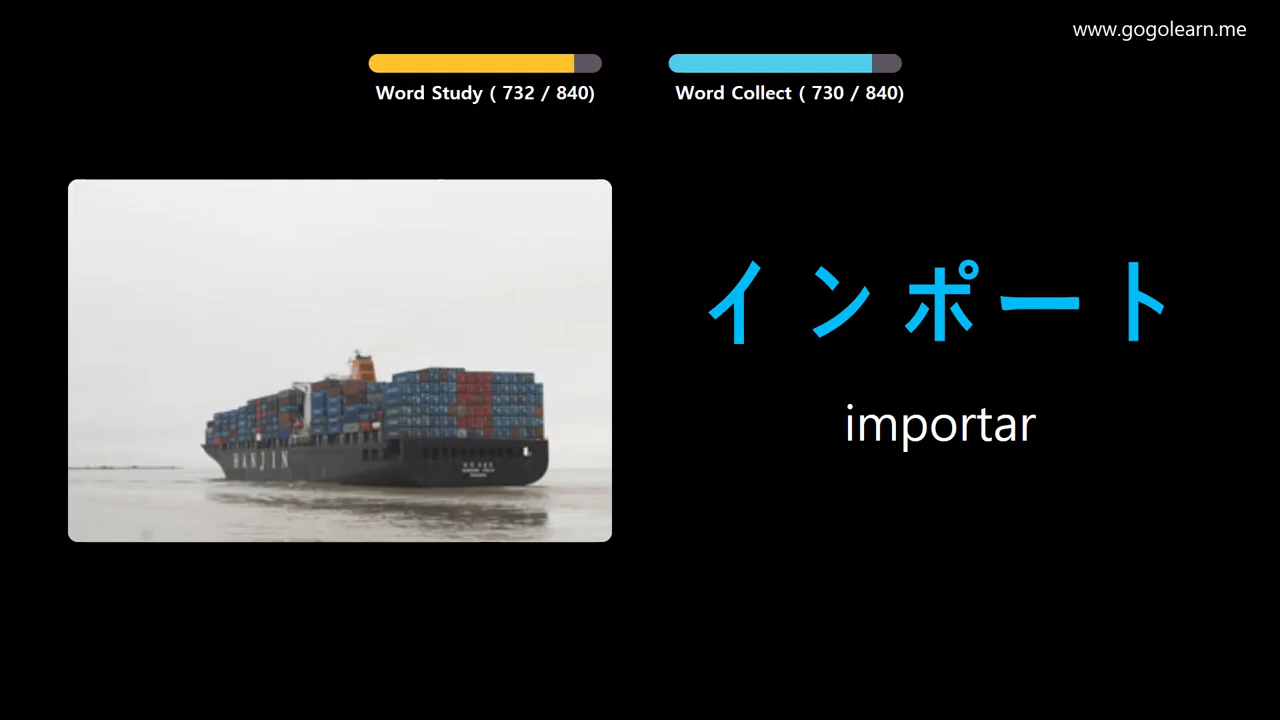 www.gogolearn.me
Word Study ( 732 / 840)
Word Collect ( 730 / 840)
インポート
importar
HANJIN